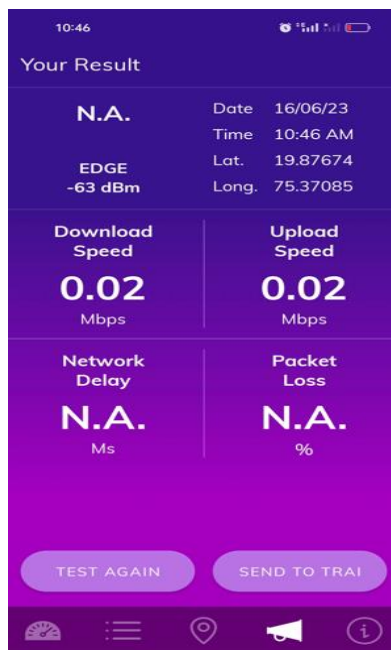 10:46
Your Result
N.A.
EDGE
-63 dBm
Date 16/06/23
Time 10:46 AM
Lat. 19.87674
Long. 75.37085
Download
Speed
0.02
Mbps
Upload
Speed
0.02
Mbps
Network
Delay
N.A.
Ms
Packet
Loss
N.A.
%
TEST AGAIN
SEND TO TRAI